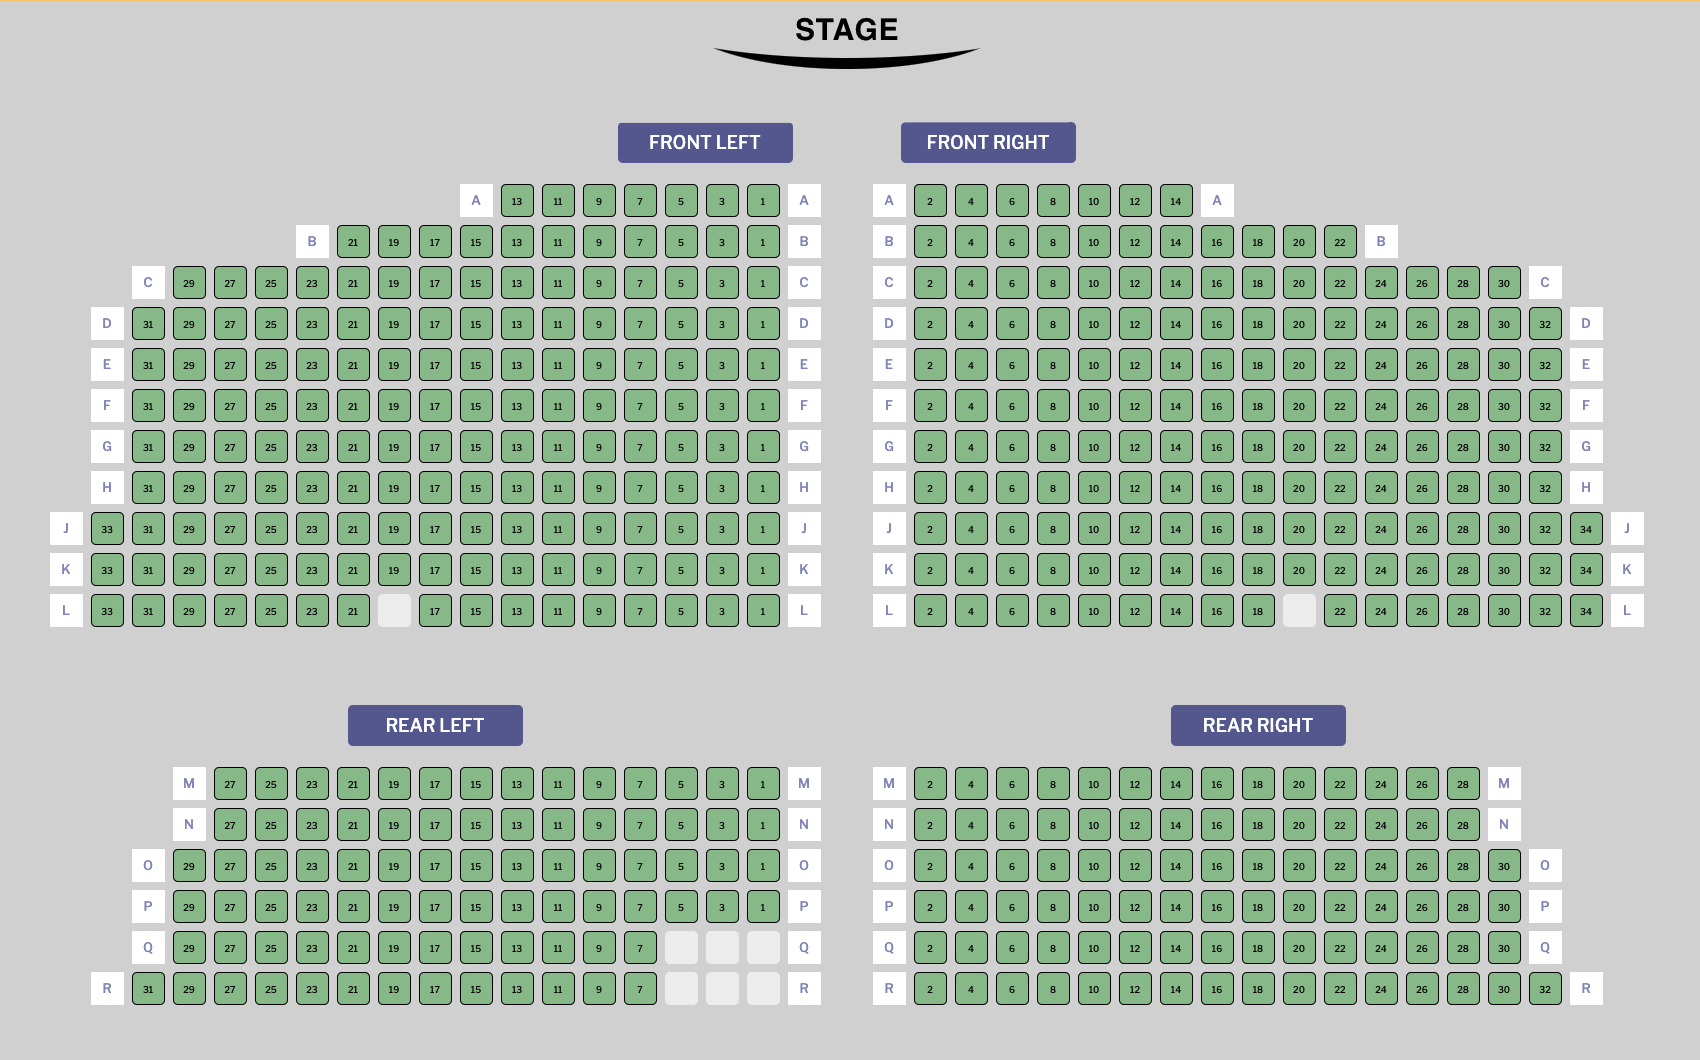 STAGE
FRONT LEFT FRONT RIGHT
A 13 11 9 7 5 3 1 A A 2 4 6 8 10 12 14 A
B 21 19 17 15 13 11 9 7 5 3 1 B B 2 4 6 8 10 12 14 16 18 20 22 B
C 29 27 25 23 21 19 17 15 13 11 9 7 5 3 1 C C 2 4 6 8 10 12 14 16 18 20 22 24 26 28 30 C
D 31 29 27 25 23 21 19 17 15 13 11 9 7 5 3 1 D D 2 4 6 8 10 12 14 16 18 20 22 24 26 28 30 32 D
E 31 29 27 25 23 21 19 17 15 13 11 9 7 5 3 1 E E 2 4 6 8 10 12 14 16 18 20 22 24 26 28 30 32 E
F 31 29 27 25 23 21 19 17 15 13 11 9 7 5 3 1 F F 2 4 6 8 10 12 14 16 18 20 22 24 26 28 30 32 F
G 31 29 27 25 23 21 19 17 15 13 11 9 7 5 3 1 G G 2 4 6 8 10 12 14 16 18 20 22 24 26 28 30 32 G
H 31 29 27 25 23 21 19 17 15 13 11 9 7 5 3 1 H H 2 4 6 8 10 12 14 16 18 20 22 24 26 28 30 32 H
J 33 31 29 27 25 23 21 19 17 15 13 11 9 7 5 3 1 J J 2 4 6 8 10 12 14 16 18 20 22 24 26 28 30 32 34 J
K 33 31 29 27 25 23 21 19 17 15 13 11 9 7 5 3 1 K K 2 4 6 8 10 12 14 16 18 20 22 24 26 28 30 32 34 K
L 33 31 29 27 25 23 21 17 15 13 11 9 7 5 3 1 L L 2 4 6 8 10 12 14 16 18 22 24 26 28 30 32 34 L
REAR LEFT REAR RIGHT
M 27 25 23 21 19 17 15 13 11 9 7 5 3 1 M M 2 4 6 8 10 12 14 16 18 20 22 24 26 28 M
N 27 25 23 21 19 17 15 13 11 9 7 5 3 1 N N 2 4 6 8 10 12 14 16 18 20 22 24 26 28 N
O 29 27 25 23 21 19 17 15 13 11 9 7 5 3 1 O O 2 4 6 8 10 12 14 16 18 20 22 24 26 28 30 O
P 29 27 25 23 21 19 17 15 13 11 9 7 5 3 1 P P 2 4 6 8 10 12 14 16 18 20 22 24 26 28 30 P
Q 29 27 25 23 21 19 17 15 13 11 9 7 Q Q 2 4 6 8 10 12 14 16 18 20 22 24 26 28 30 Q
R 31 29 27 25 23 21 19 17 15 13 11 9 7 R R 2 4 6 8 10 12 14 16 18 20 22 24 26 28 30 32 R